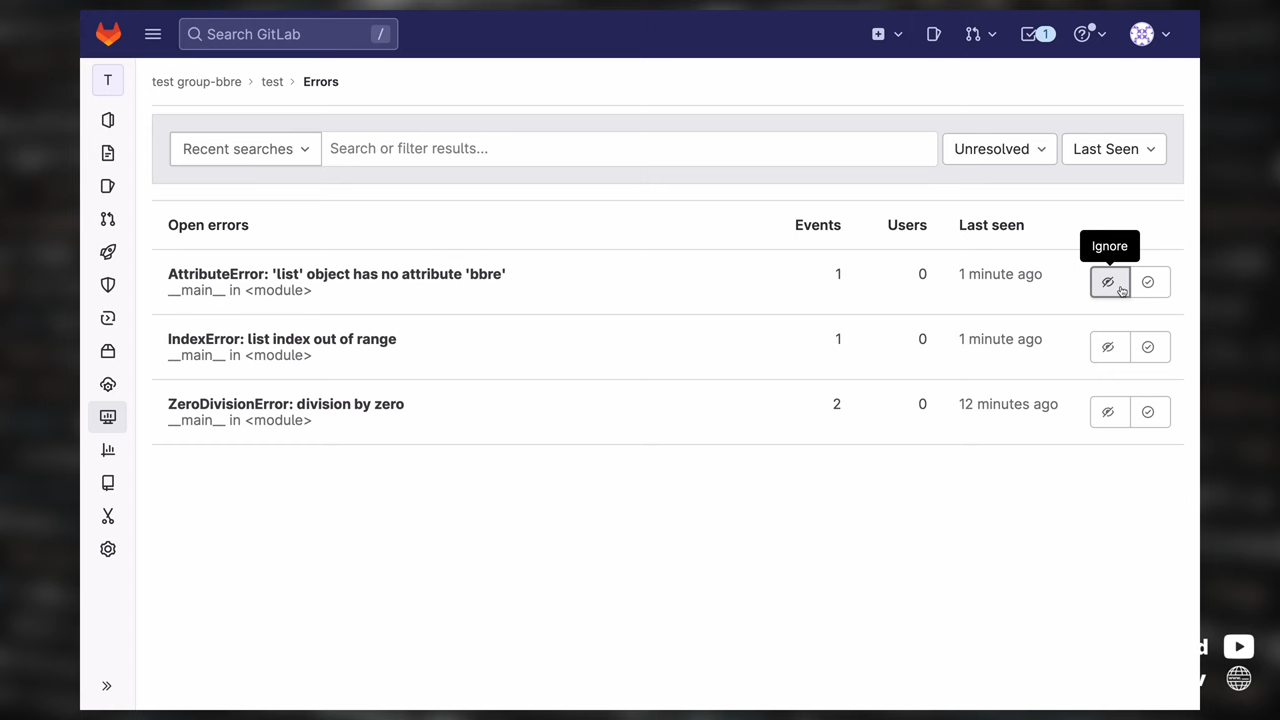 Search GitLab /
1
T
test group-bbre > test > Errors
Recent searches
Search or filter results...
Unresolved
Last Seen
Open errors Events Users Last seen
Ignore
AttributeError: 'list' object has no attribute 'bbre' 1 0 1 minute ago
__main__ in <module>
IndexError: list index out of range 1 0 1 minute ago
__main__ in <module>
ZeroDivisionError: division by zero 2 0 12 minutes ago
__main__ in <module>
d